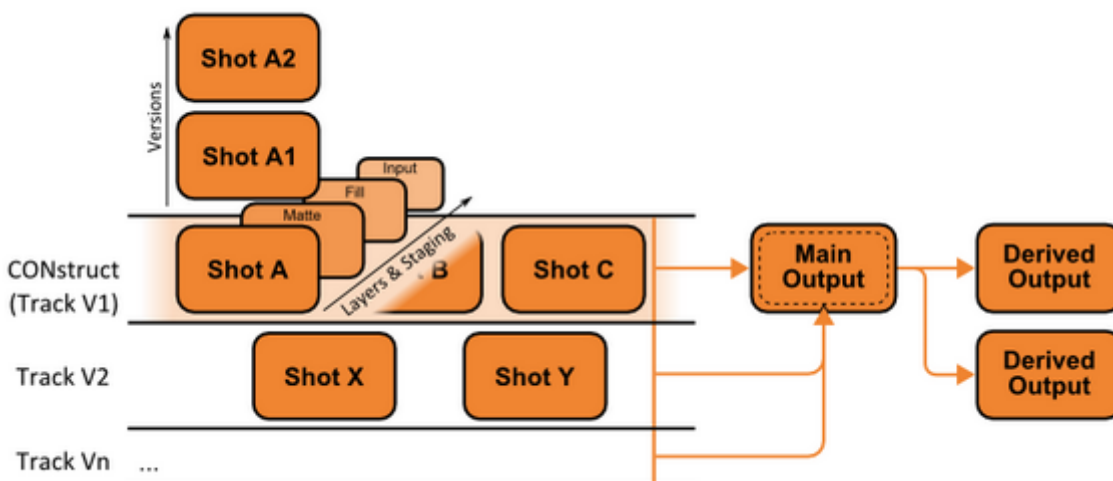 Shot A2
Versions
Shot A1
Input
Fill
Matte
Layers & Staging
CONstruct
(Track V1)
Shot A
B
Shot C
Main
Output
Derived
Output
Track V2
Shot X
Shot Y
Derived
Output
Track Vn
...